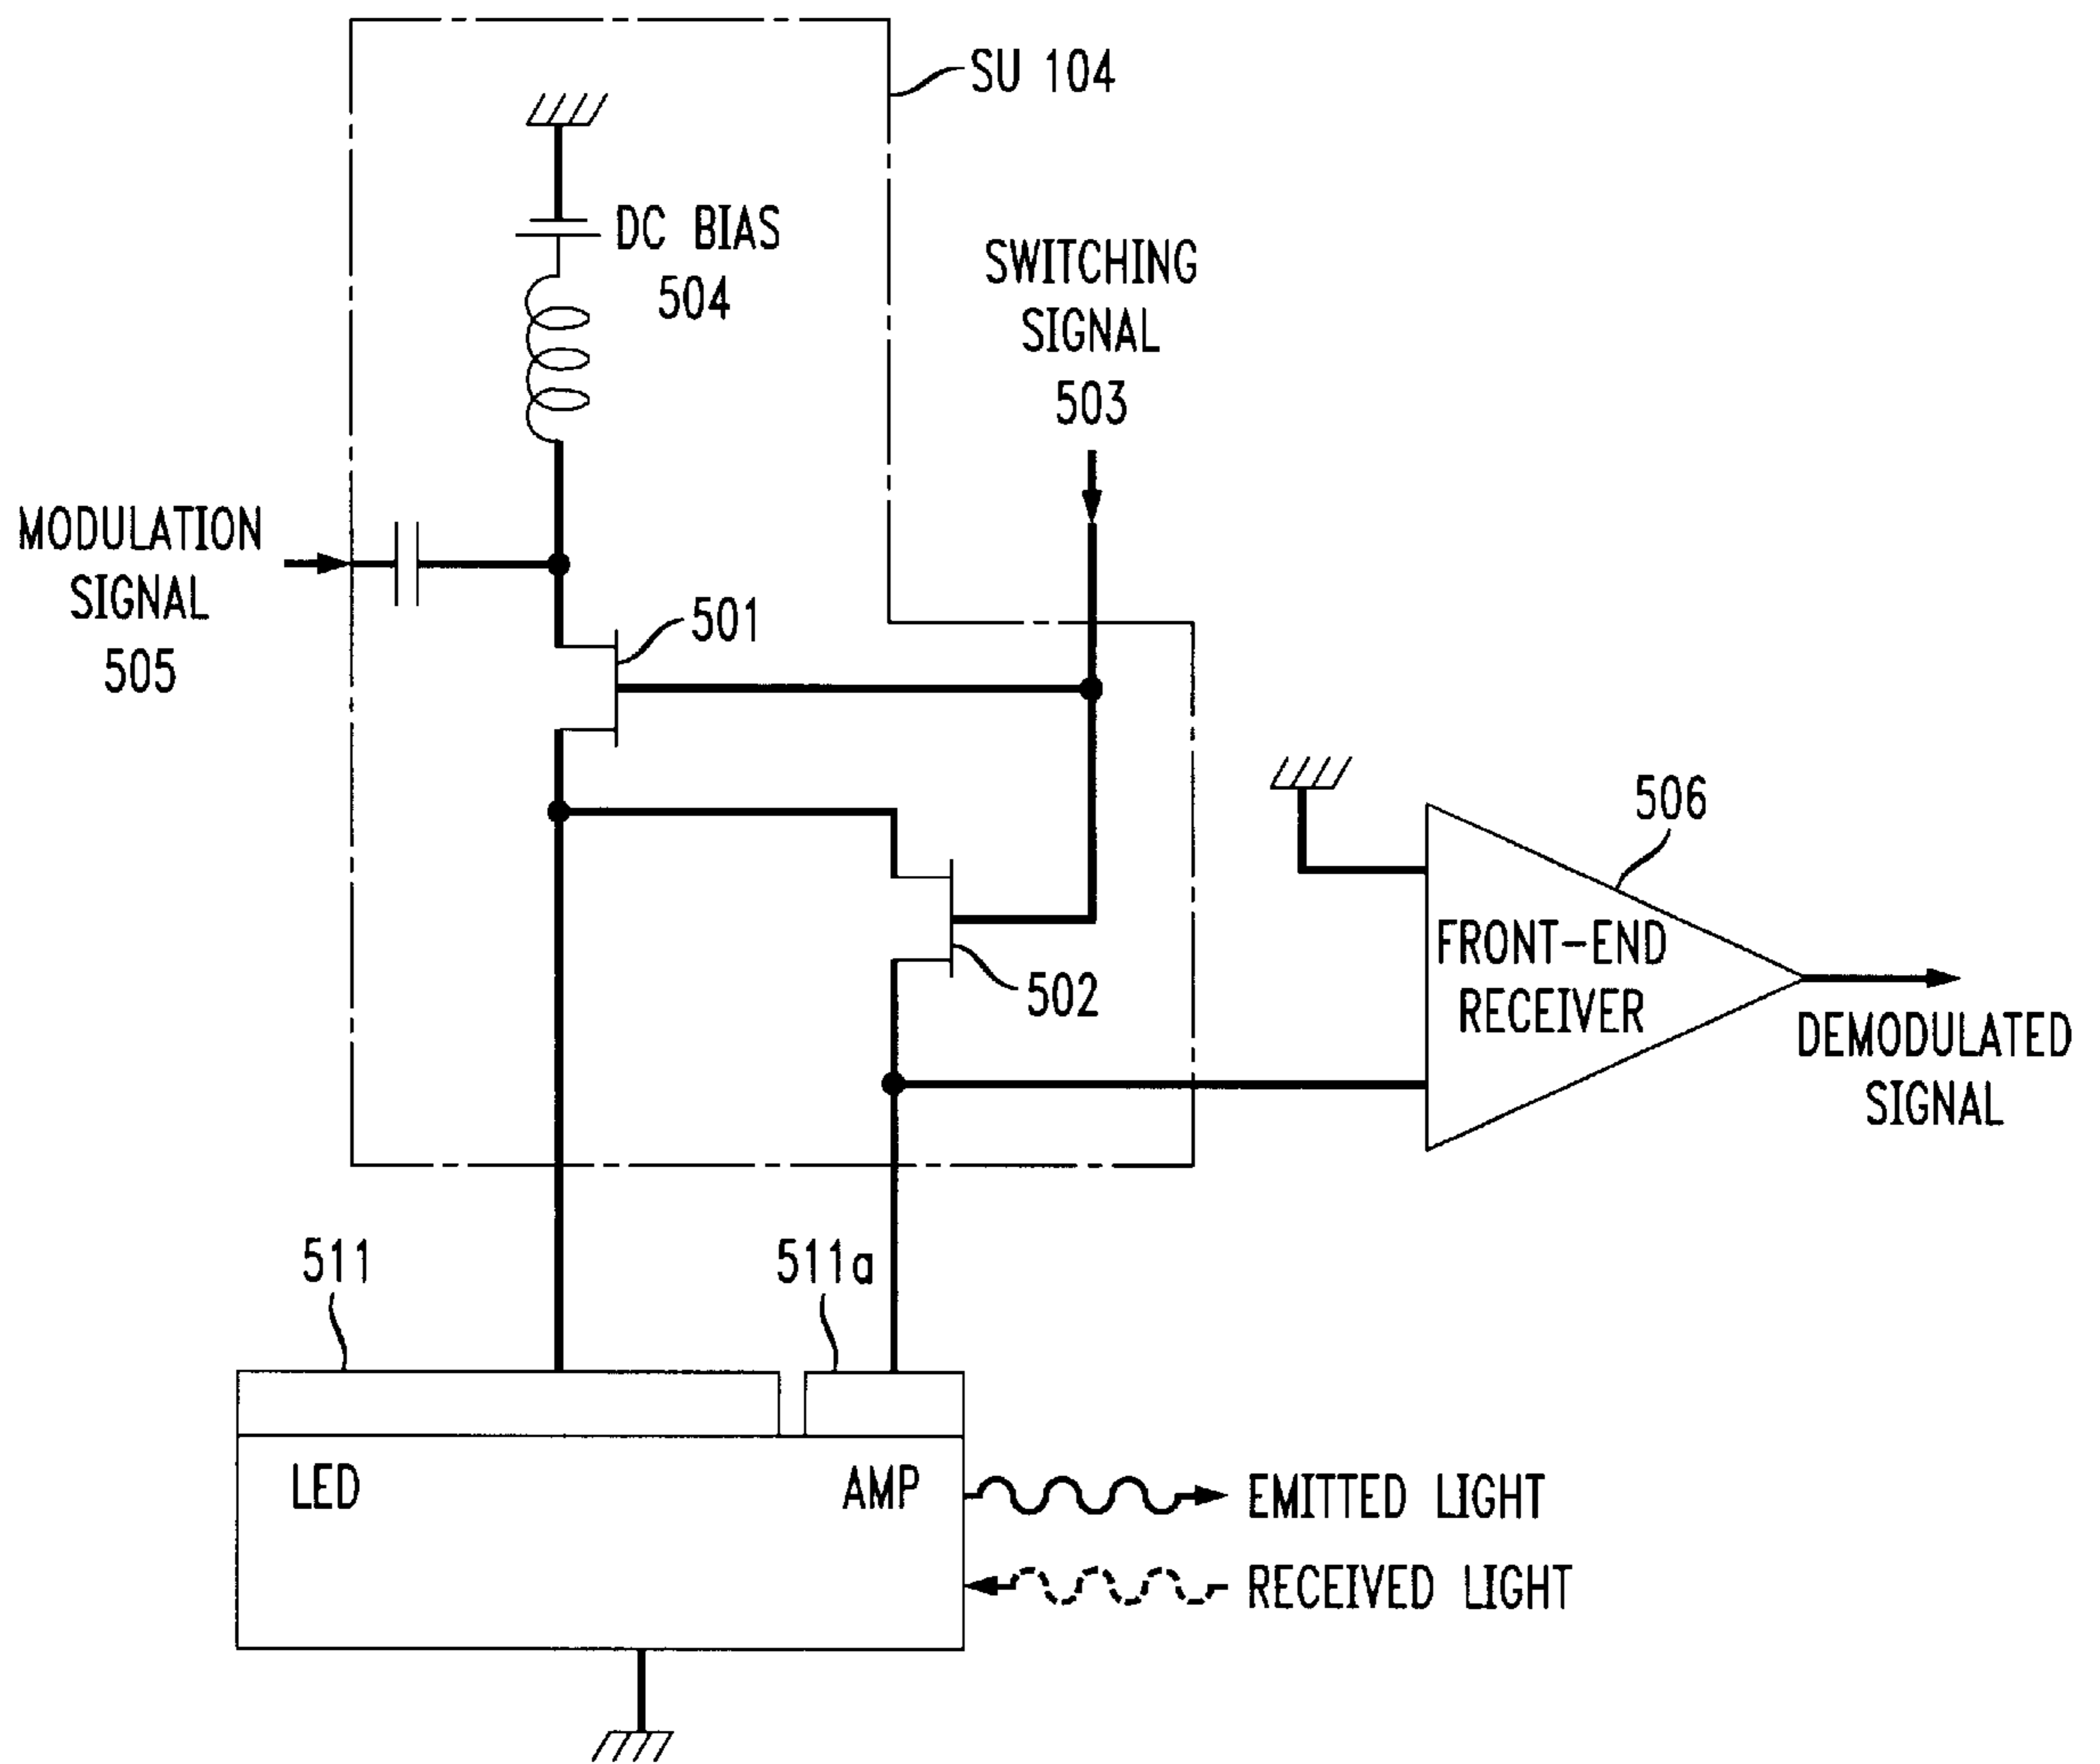 SU 104
DC BIAS
504
SWITCHING
SIGNAL
503
MODULATION
SIGNAL
505
501
506
FRONT-END
RECEIVER
502
DEMODULATED
SIGNAL
511
511a
LED
AMP
EMITTED LIGHT
RECEIVED LIGHT